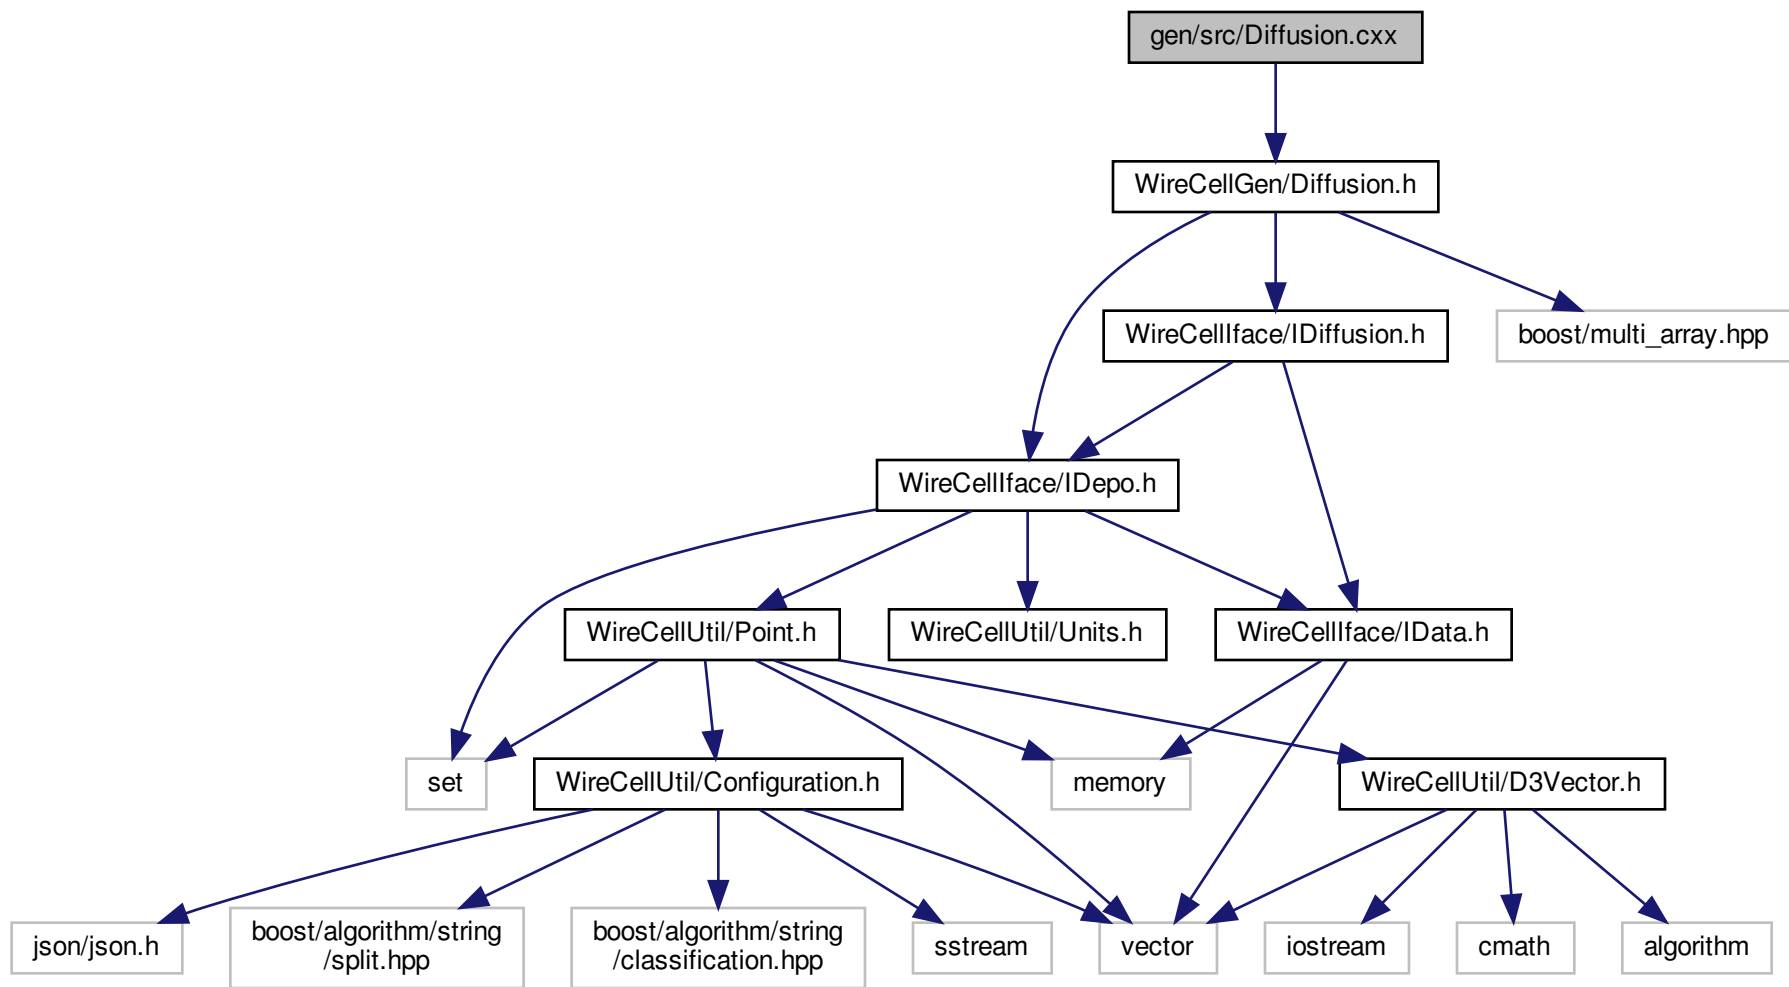 gen/src/Diffusion.cxx
WireCellGen/Diffusion.h
WireCellIface/IDiffusion.h
boost/multi_array.hpp
WireCellIface/IDepo.h
WireCellUtil/Point.h
WireCellUtil/Units.h
WireCellIface/IData.h
set
WireCellUtil/Configuration.h
memory
WireCellUtil/D3Vector.h
json/json.h
boost/algorithm/string
/split.hpp
boost/algorithm/string
/classification.hpp
sstream
vector
iostream
cmath
algorithm